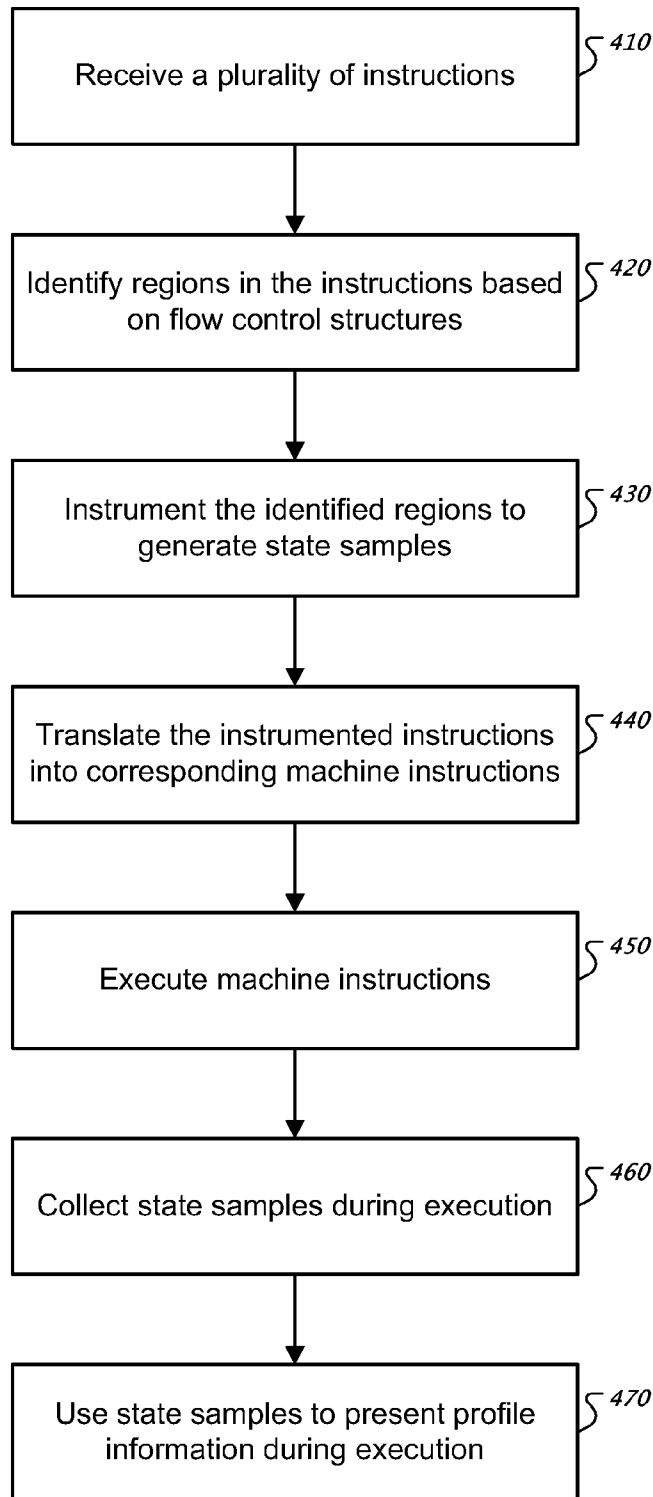 Receive a plurality of instructions
410
Identify regions in the instructions based
on flow control structures
420
Instrument the identified regions to
generate state samples
430
Translate the instrumented instructions
into corresponding machine instructions
440
Execute machine instructions
450
Collect state samples during execution
460
Use state samples to present profile
information during execution
470